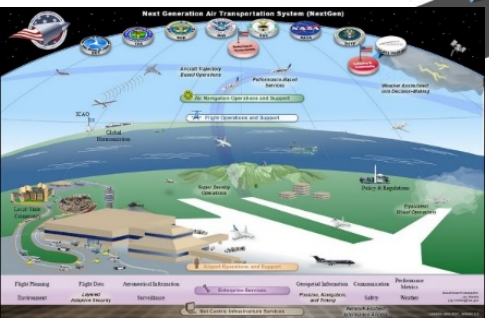 Next Generation Air Transportation System (NextGen)
NASA
Aircraft Trajectory
Based Operations
Performance-Based
Services
Weather Assimilated
into Decision-Making
Air Navigation Operations and Support
Flight Operations and Support
ICAO
Global
Harmonization
Super Density
Operations
Policy & Regulations
Equivalent
Visual Operations
Airport Operations and Support
Flight Planning
Flight Data
Aeronautical Information
Enterprise Services
Geospatial Information
Communication
Performance
Metrics
Environment
Layered
Adaptive Security
Surveillance
Position, Navigation,
and Timing
Safety
Weather
Net-Centric Infrastructure Services